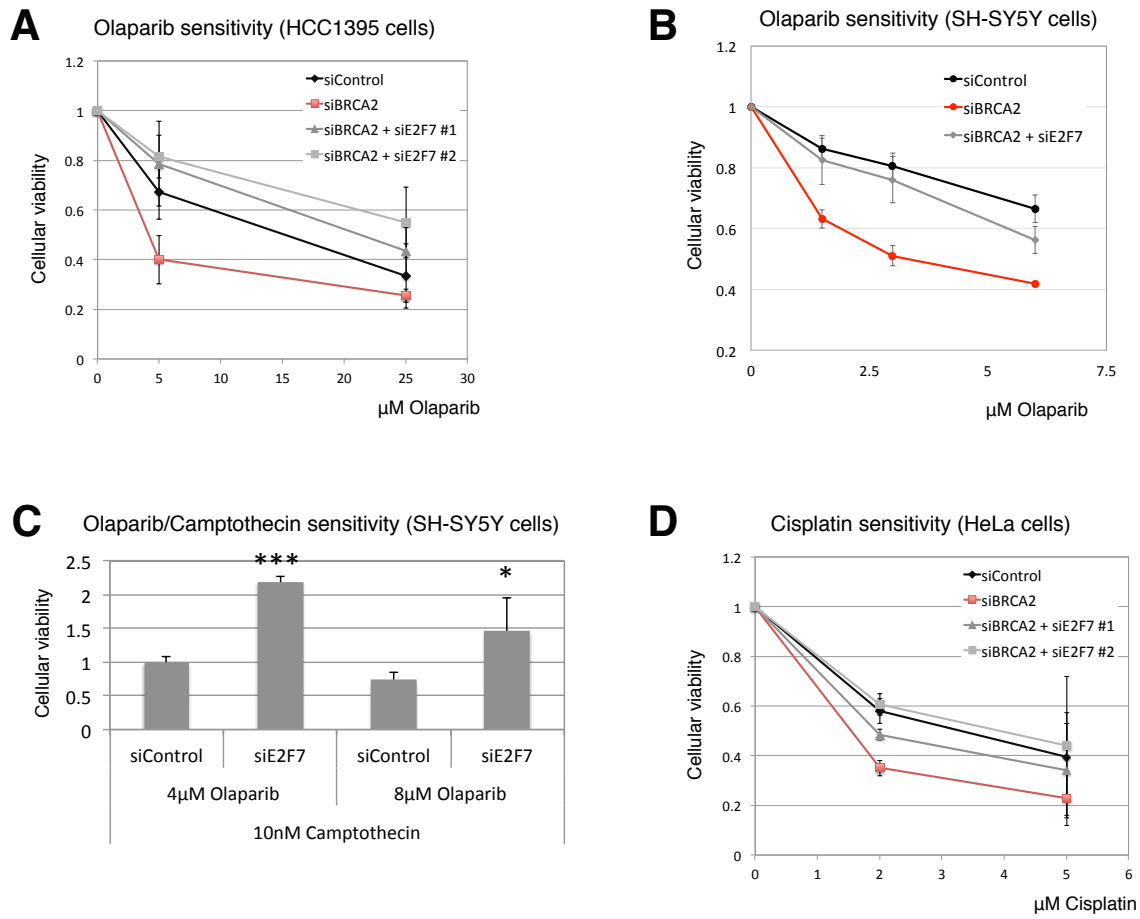 A
Olaparib sensitivity (HCC1395 cells)
1.2
1
0.8
0.6
0.4
0.2
0
0 5 10 15 20 25 30
Cellular viability
µM Olaparib
siControl
siBRCA2
siBRCA2 + siE2F7 #1
siBRCA2 + siE2F7 #2
B
Olaparib sensitivity (SH-SY5Y cells)
1.2
1
0.8
0.6
0.4
0.2
0 2.5 5 7.5
Cellular viability
µM Olaparib
siControl
siBRCA2
siBRCA2 + siE2F7
C
Olaparib/Camptothecin sensitivity (SH-SY5Y cells)
2.5
2
1.5
1
0.5
0
Cellular viability
*** *
siControl siE2F7 siControl siE2F7
4µM Olaparib 8µM Olaparib
10nM Camptothecin
D
Cisplatin sensitivity (HeLa cells)
1.2
1
0.8
0.6
0.4
0.2
0
0 1 2 3 4 5 6
Cellular viability
µM Cisplatin
siControl
siBRCA2
siBRCA2 + siE2F7 #1
siBRCA2 + siE2F7 #2